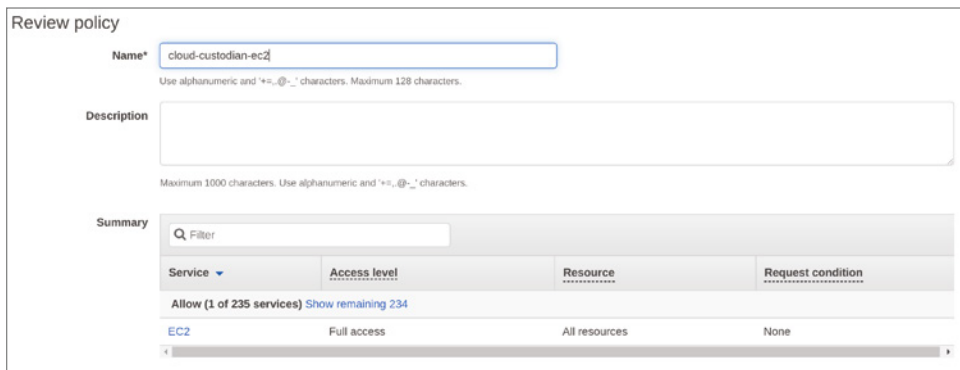 Review policy
Name* cloud-custodian-ec2
Use alphanumeric and '+=,.@-_' characters. Maximum 128 characters.
Description
Maximum 1000 characters. Use alphanumeric and '+=,.@-_' characters.
Summary
Filter
Service Access level Resource Request condition
Allow (1 of 235 services) Show remaining 234
EC2 Full access All resources None